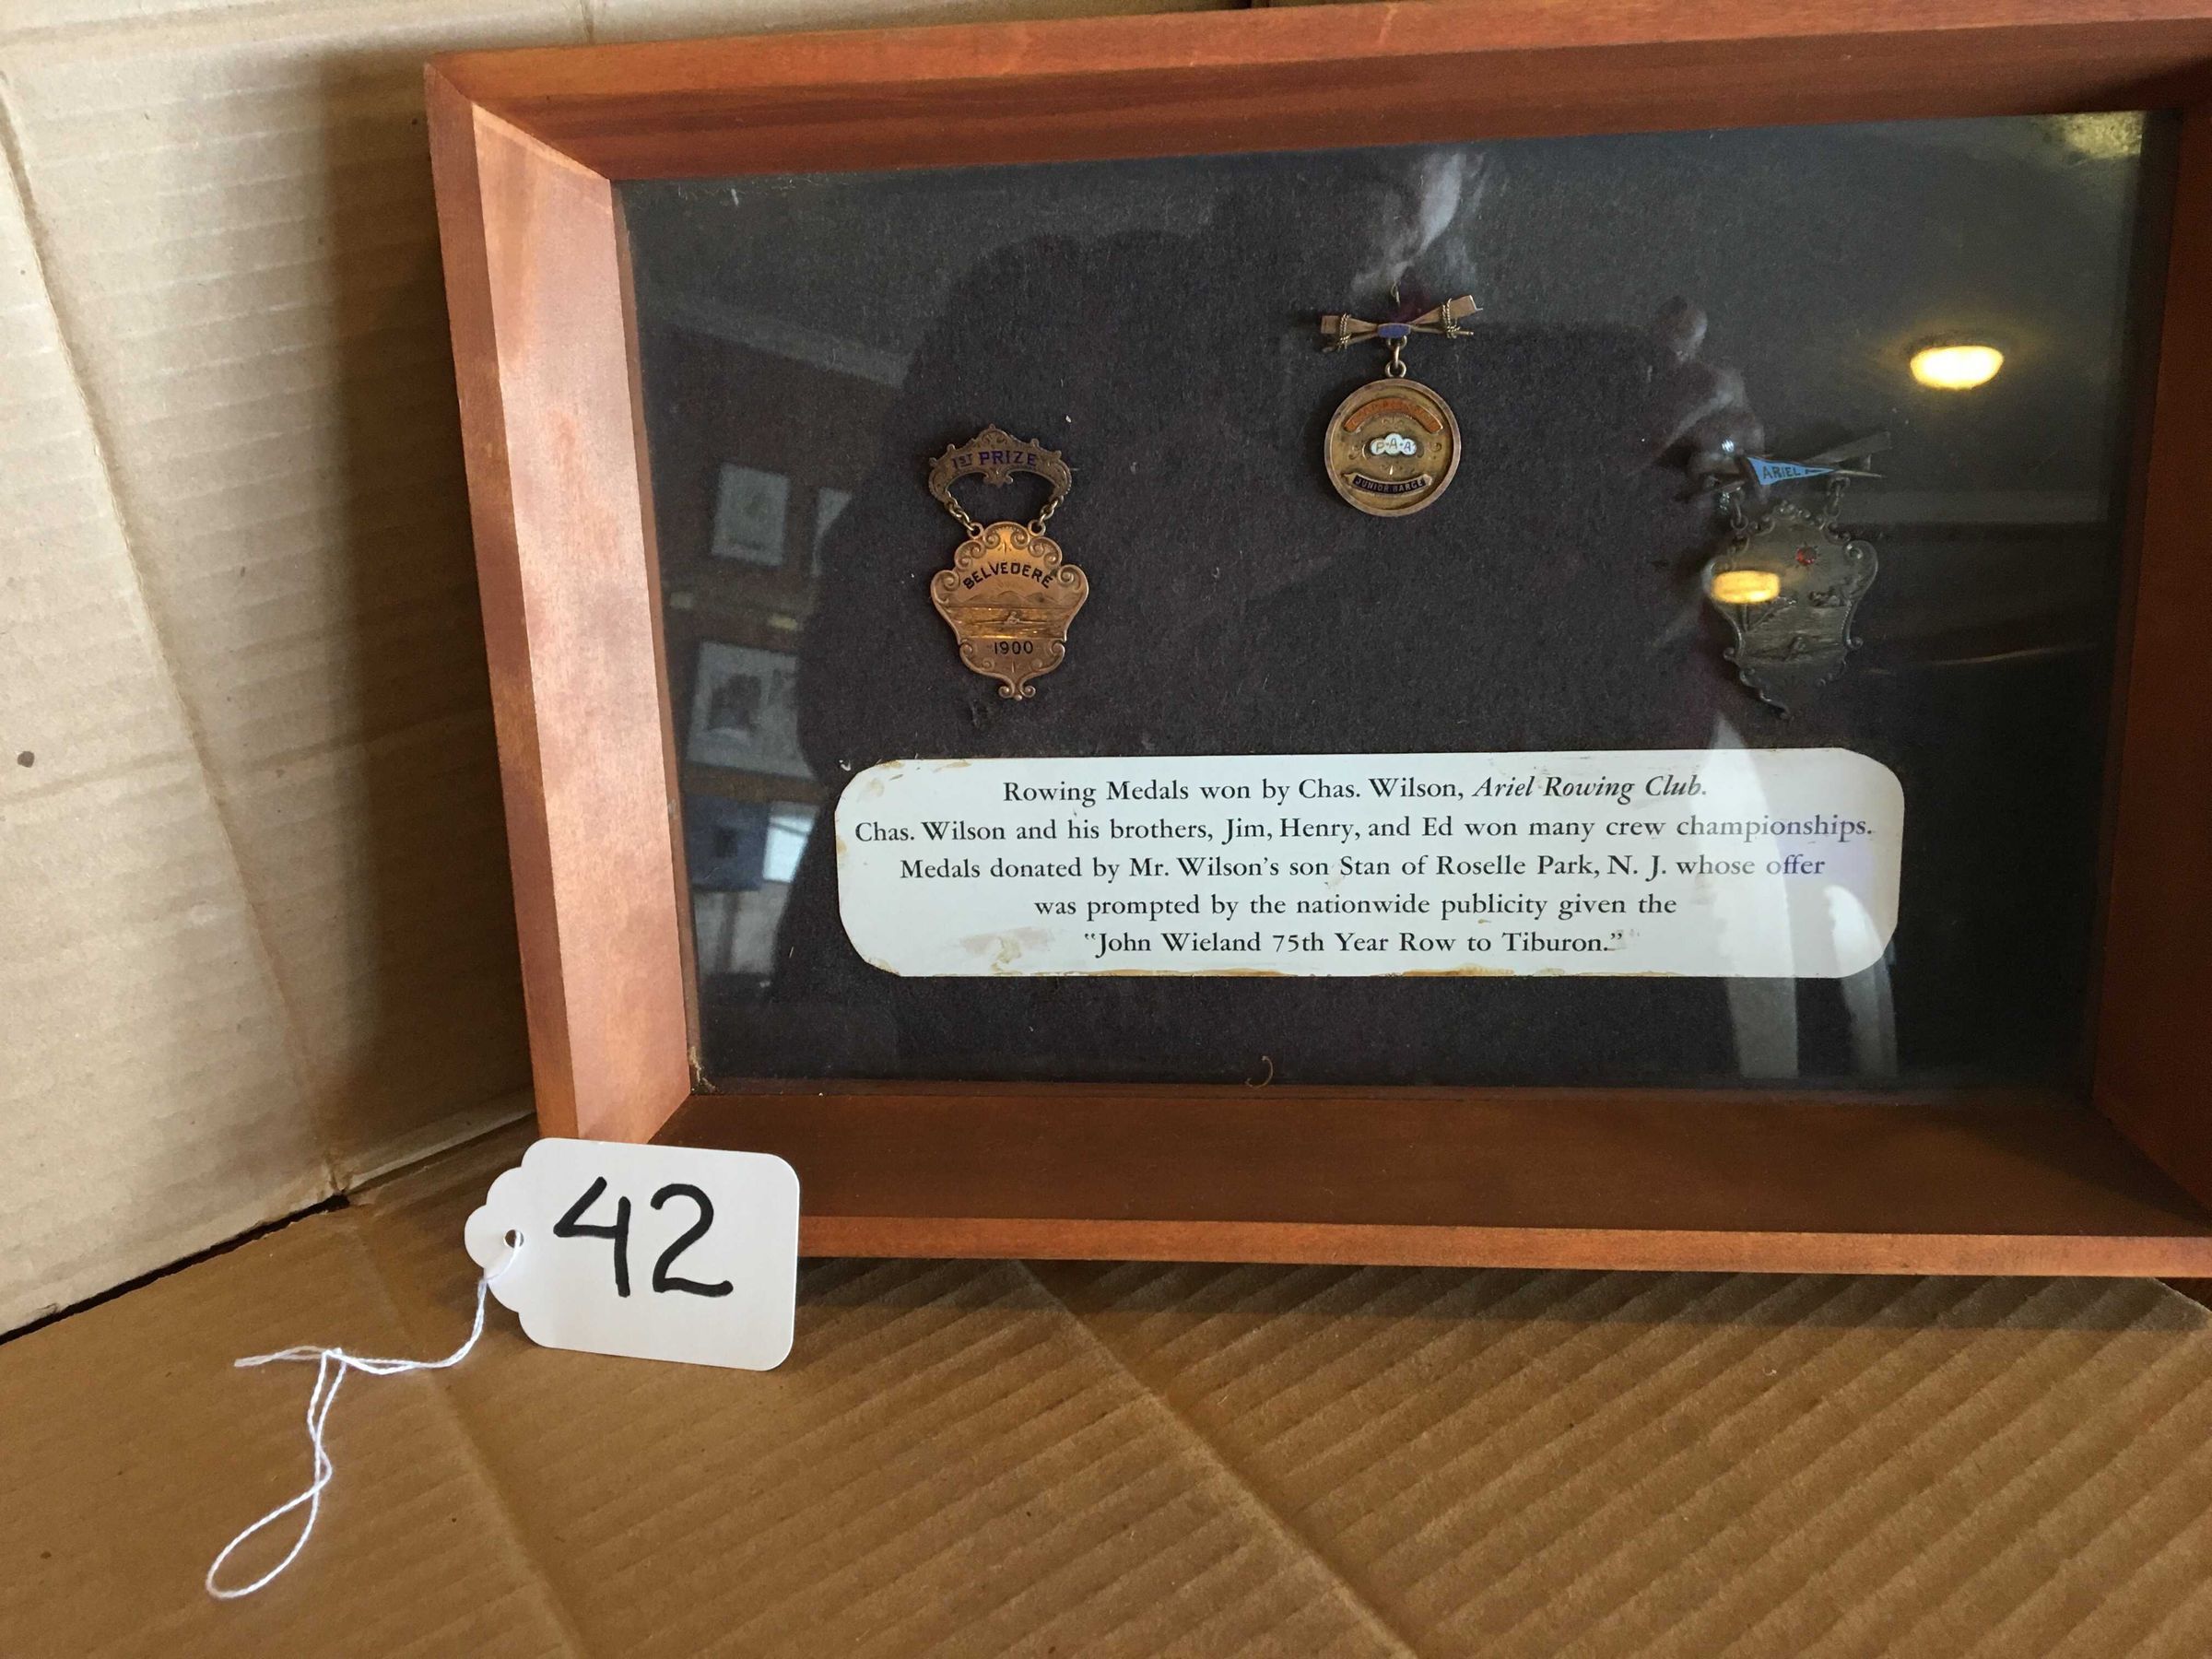 1ST PRIZE
BELVEDERE
1900
P·A·A
JUNIOR BARGE
ARIEL
Rowing Medals won by Chas. Wilson, Ariel Rowing Club.
Chas. Wilson and his brothers, Jim, Henry, and Ed won many crew championships.
Medals donated by Mr. Wilson's son Stan of Roselle Park, N. J. whose offer
was prompted by the nationwide publicity given the
"John Wieland 75th Year Row to Tiburon."
42